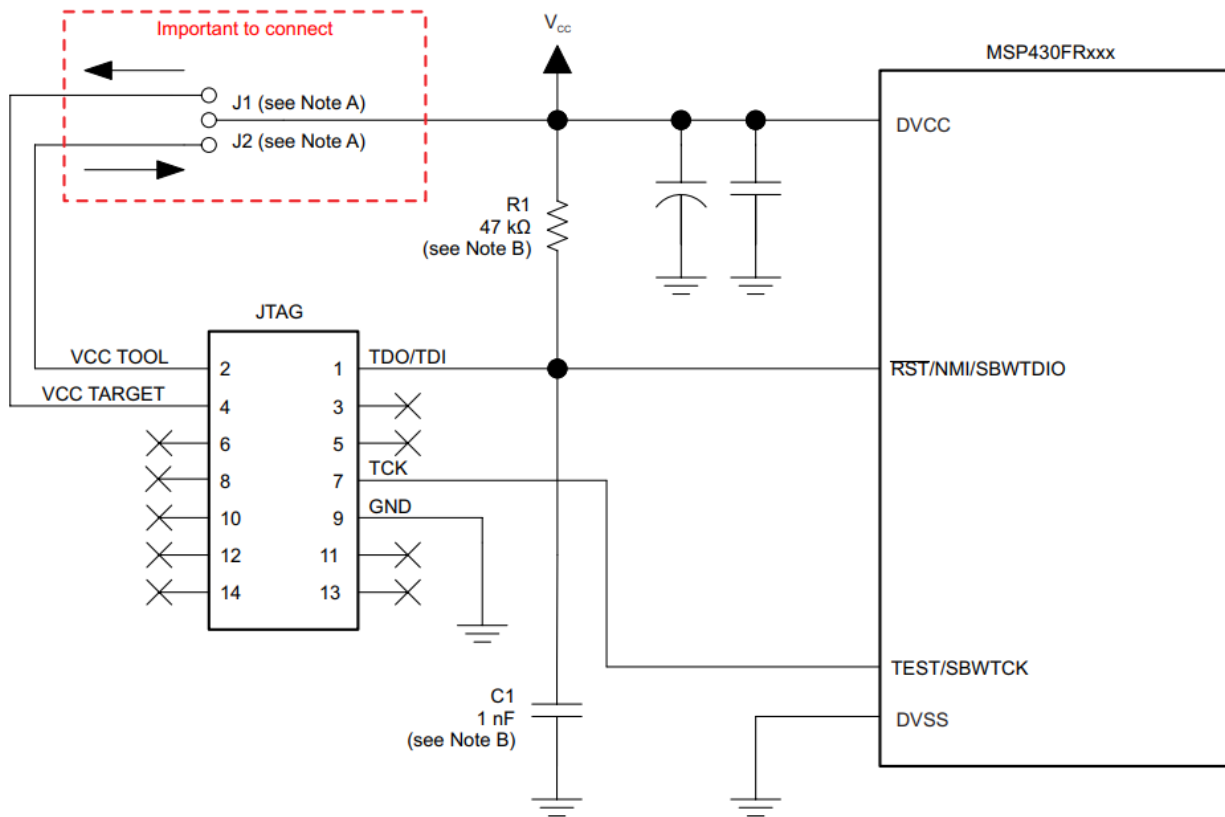 Important to connect
Vcc
MSP430FRxxx
J1 (see Note A)
J2 (see Note A)
DVCC
R1
47 kΩ
(see Note B)
JTAG
VCC TOOL
2
1
TDO/TDI
RST/NMI/SBWTDIO
VCC TARGET
4
3
6
5
8
7
TCK
10
9
GND
12
11
14
13
TEST/SBWTCK
C1
1 nF
(see Note B)
DVSS